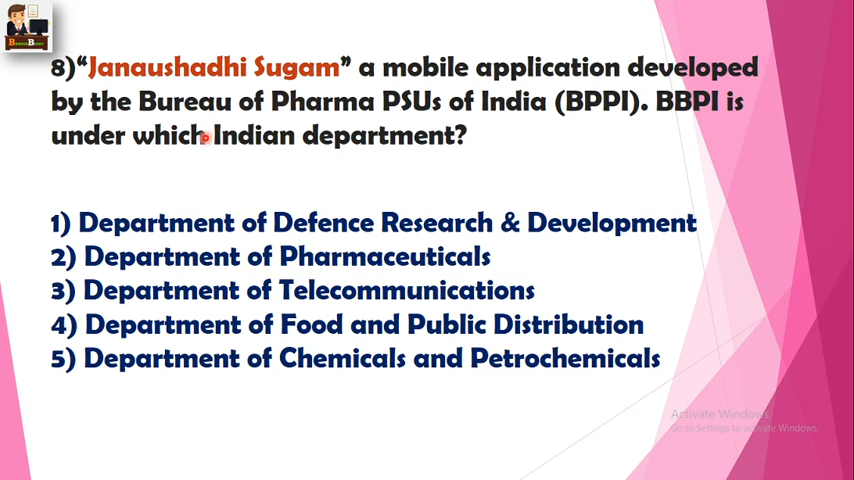 8)“Janaushadhi Sugam” a mobile application developed
by the Bureau of Pharma PSUs of India (BPPI). BBPI is
under which Indian department?
1) Department of Defence Research & Development
2) Department of Pharmaceuticals
3) Department of Telecommunications
4) Department of Food and Public Distribution
5) Department of Chemicals and Petrochemicals
Activate Windows
Go to Settings to activate Windows.